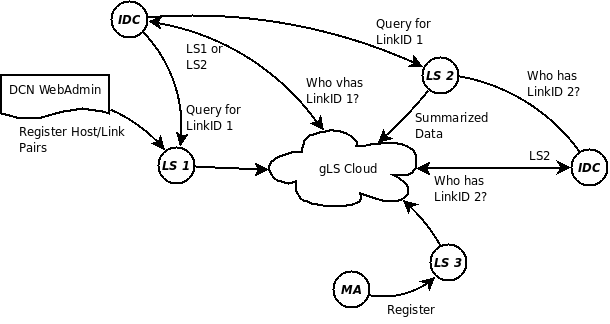 IDC
Query for
LinkID 1
LS1 or
LS2
LS 2
Who vhas
LinkID 1?
Who has
LinkID 2?
DCN WebAdmin
Query for
LinkID 1
Summarized
Data
Register Host/Link
Pairs
LS 1
gLS Cloud
LS2
IDC
Who has
LinkID 2?
LS 3
MA
Register